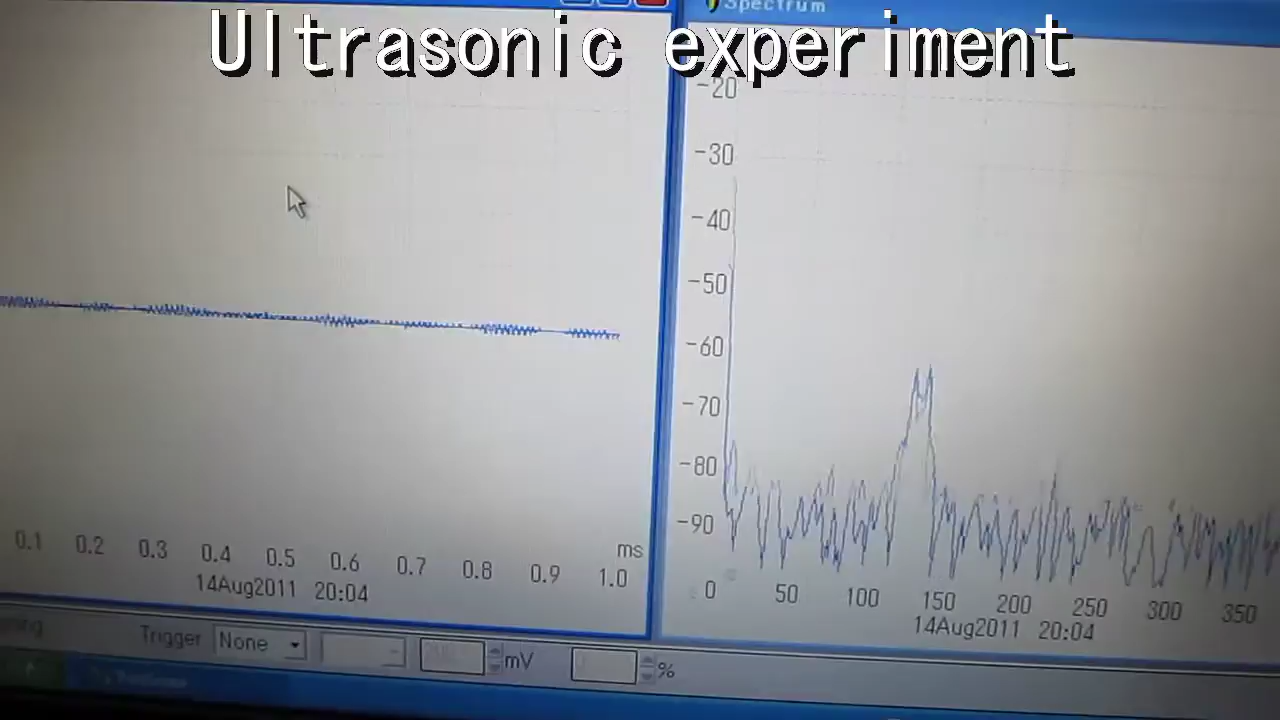 Ultrasonic experiment
Spectrum
-20
-30
-40
-50
-60
-70
-80
-90
0.1 0.2 0.3 0.4 0.5 0.6 0.7 0.8 0.9 1.0
ms
14Aug2011 20:04
0 50 100 150 200 250 300 350
14Aug2011 20:04
Trigger None mV %